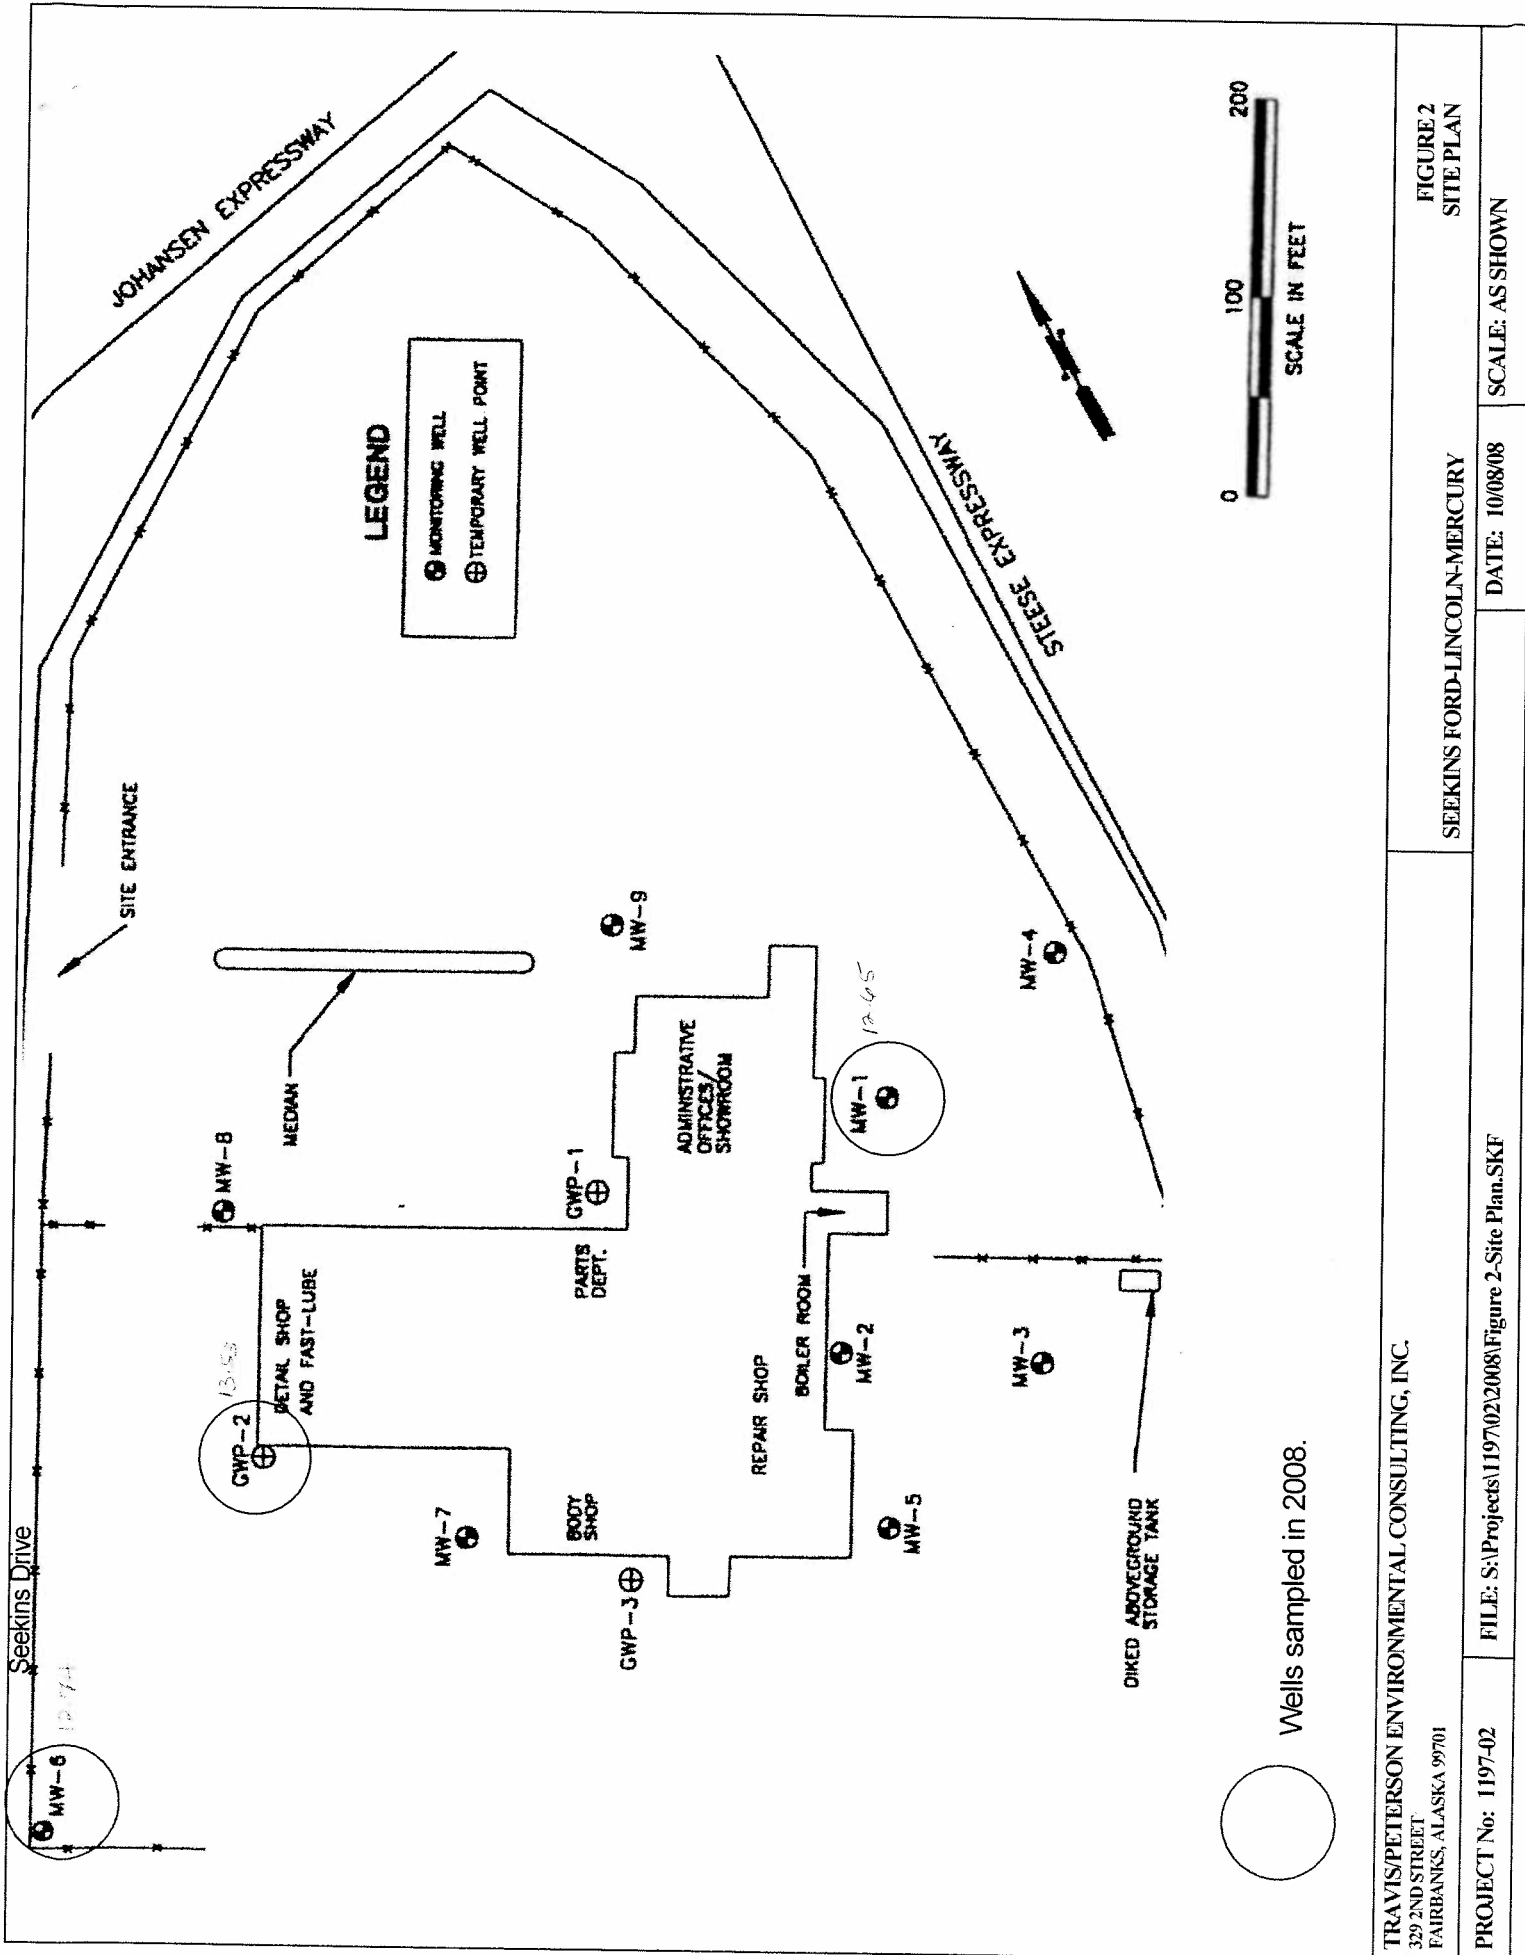 Seekins Drive
MW-6
12.74
SITE ENTRANCE
JOHANSEN EXPRESSWAY
MW-8
MEDIAN
GWP-2
DETAIL SHOP
AND FAST-LUBE
LEGEND
MONITORING WELL
TEMPORARY WELL POINT
MW-7
GWP-1
MW-9
PARTS
DEPT.
BODY
SHOP
GWP-3
ADMINISTRATIVE
OFFICES/
SHOWROOM
REPAIR SHOP
BOILER ROOM
MW-1
12.65
MW-2
MW-5
MW-3
MW-4
STEESE EXPRESSWAY
DIKED ABOVEGROUND
STORAGE TANK
0 100 200
SCALE IN FEET
Wells sampled in 2008.
TRAVIS/PETERSON ENVIRONMENTAL CONSULTING, INC.
329 2ND STREET
FAIRBANKS, ALASKA 99701
SEEKINS FORD-LINCOLN-MERCURY
FIGURE 2
SITE PLAN
PROJECT No: 1197-02
FILE: S:\Projects\1197\02\2008\Figure 2-Site Plan.SKF
DATE: 10/08/08
SCALE: AS SHOWN